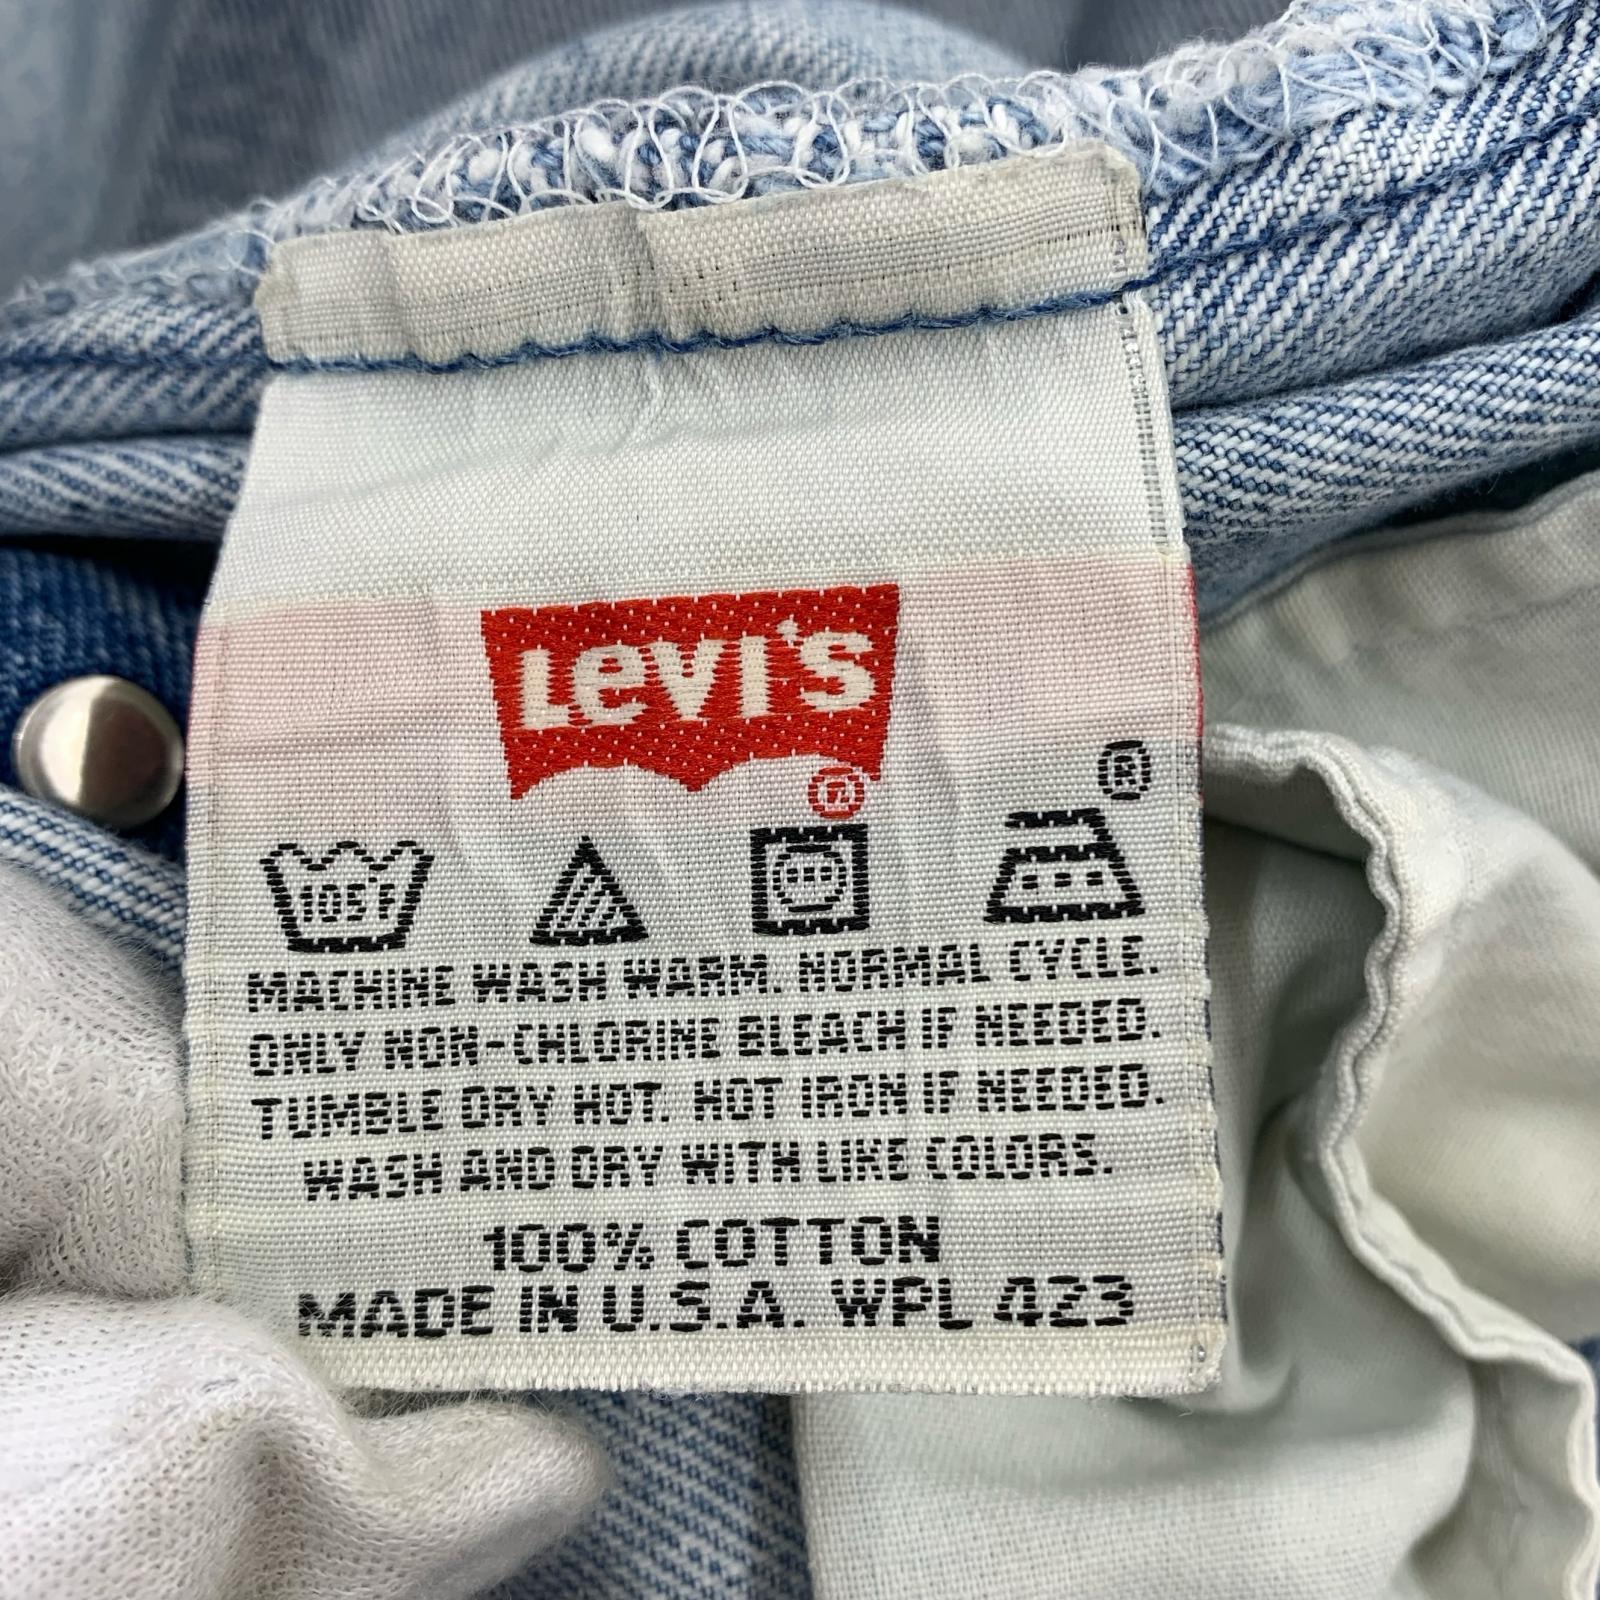 Levi's
®
®
105°F
MACHINE WASH WARM. NORMAL CYCLE.
ONLY NON-CHLORINE BLEACH IF NEEDED.
TUMBLE DRY HOT. HOT IRON IF NEEDED.
WASH AND DRY WITH LIKE COLORS.
100% COTTON
MADE IN U.S.A. WPL 423